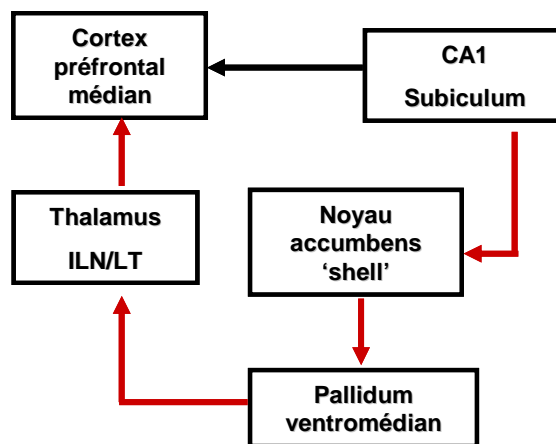 Cortex
préfrontal
médian
CA1
Subiculum
Thalamus
ILN/LT
Noyau
accumbens
‘shell’
Pallidum
ventromédian